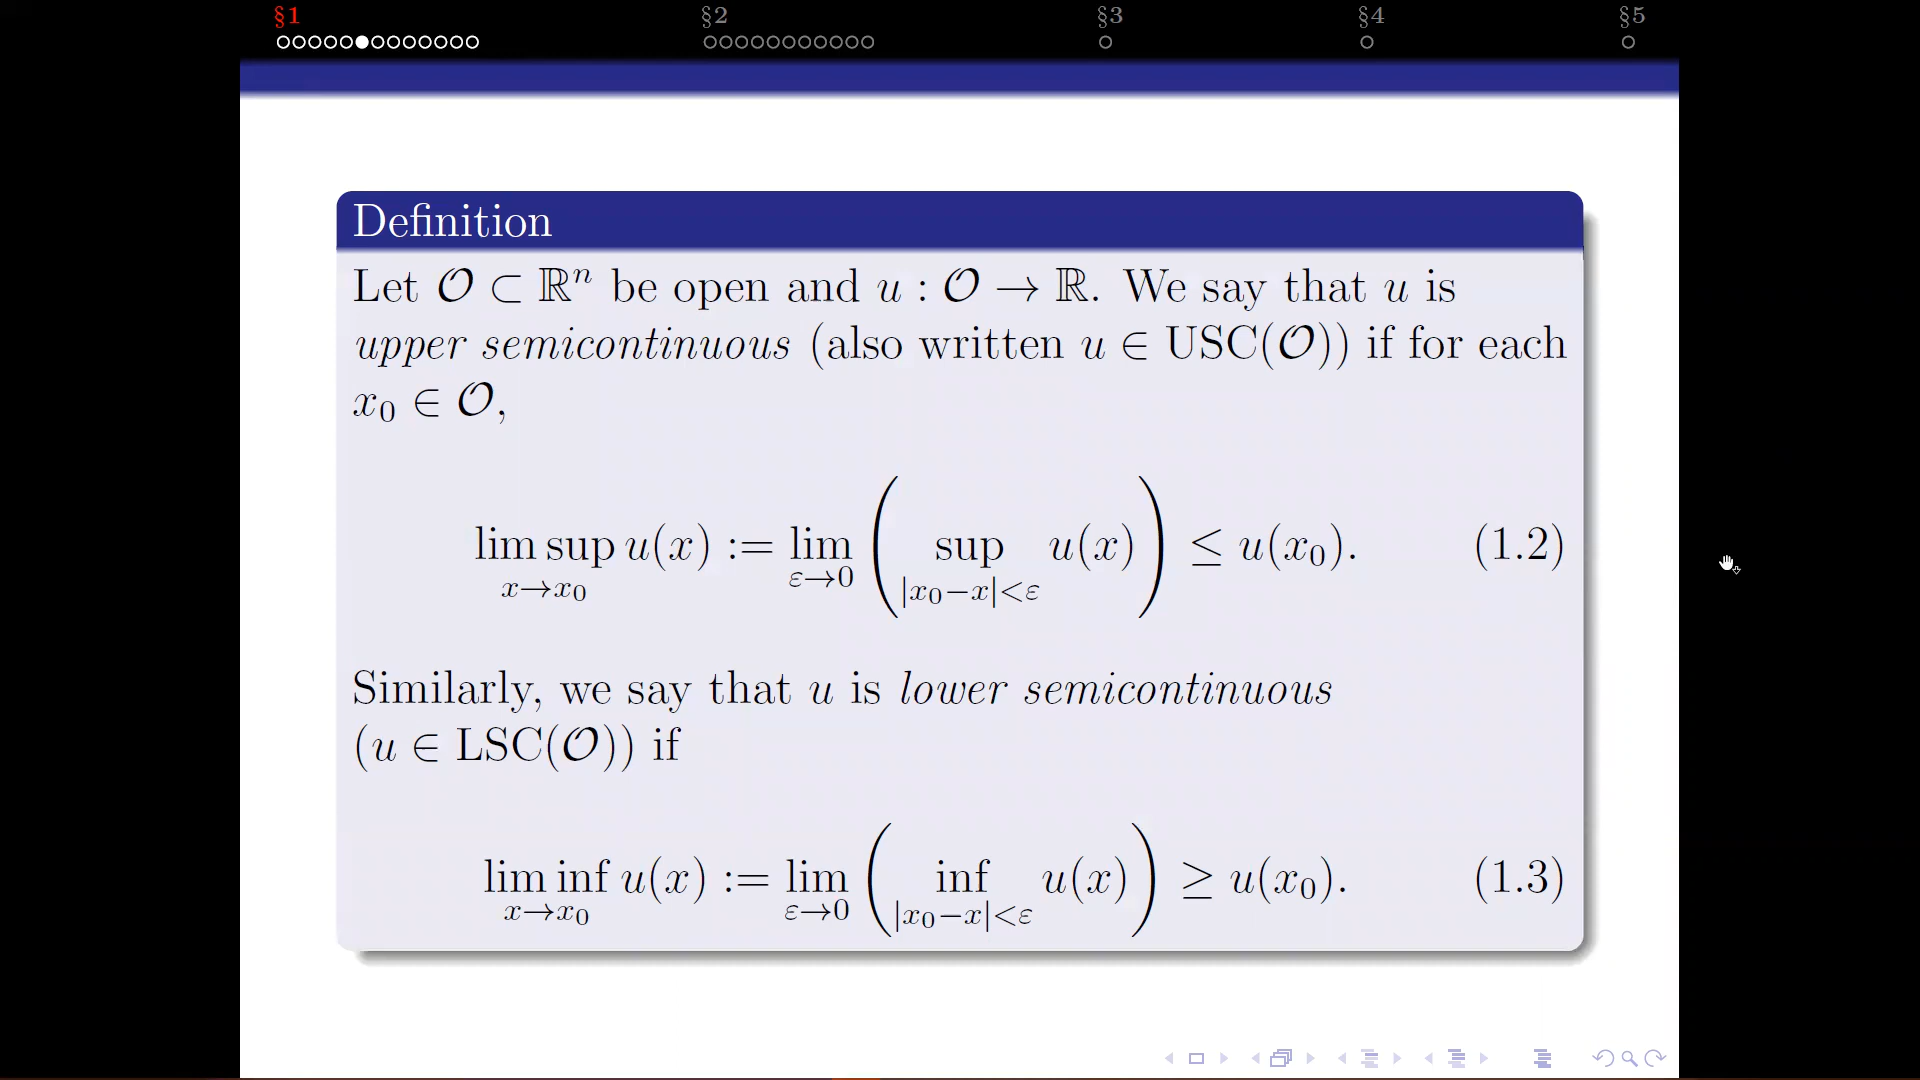 §1 §2 §3 §4 §5
Definition
Let 𝒪 ⊂ ℝⁿ be open and u : 𝒪 → ℝ. We say that u is
upper semicontinuous (also written u ∈ USC(𝒪)) if for each
x₀ ∈ 𝒪,
lim sup_{x→x₀} u(x) := lim_{ε→0} ( sup_{|x₀−x|<ε} u(x) ) ≤ u(x₀). (1.2)
Similarly, we say that u is lower semicontinuous
(u ∈ LSC(𝒪)) if
lim inf_{x→x₀} u(x) := lim_{ε→0} ( inf_{|x₀−x|<ε} u(x) ) ≥ u(x₀). (1.3)